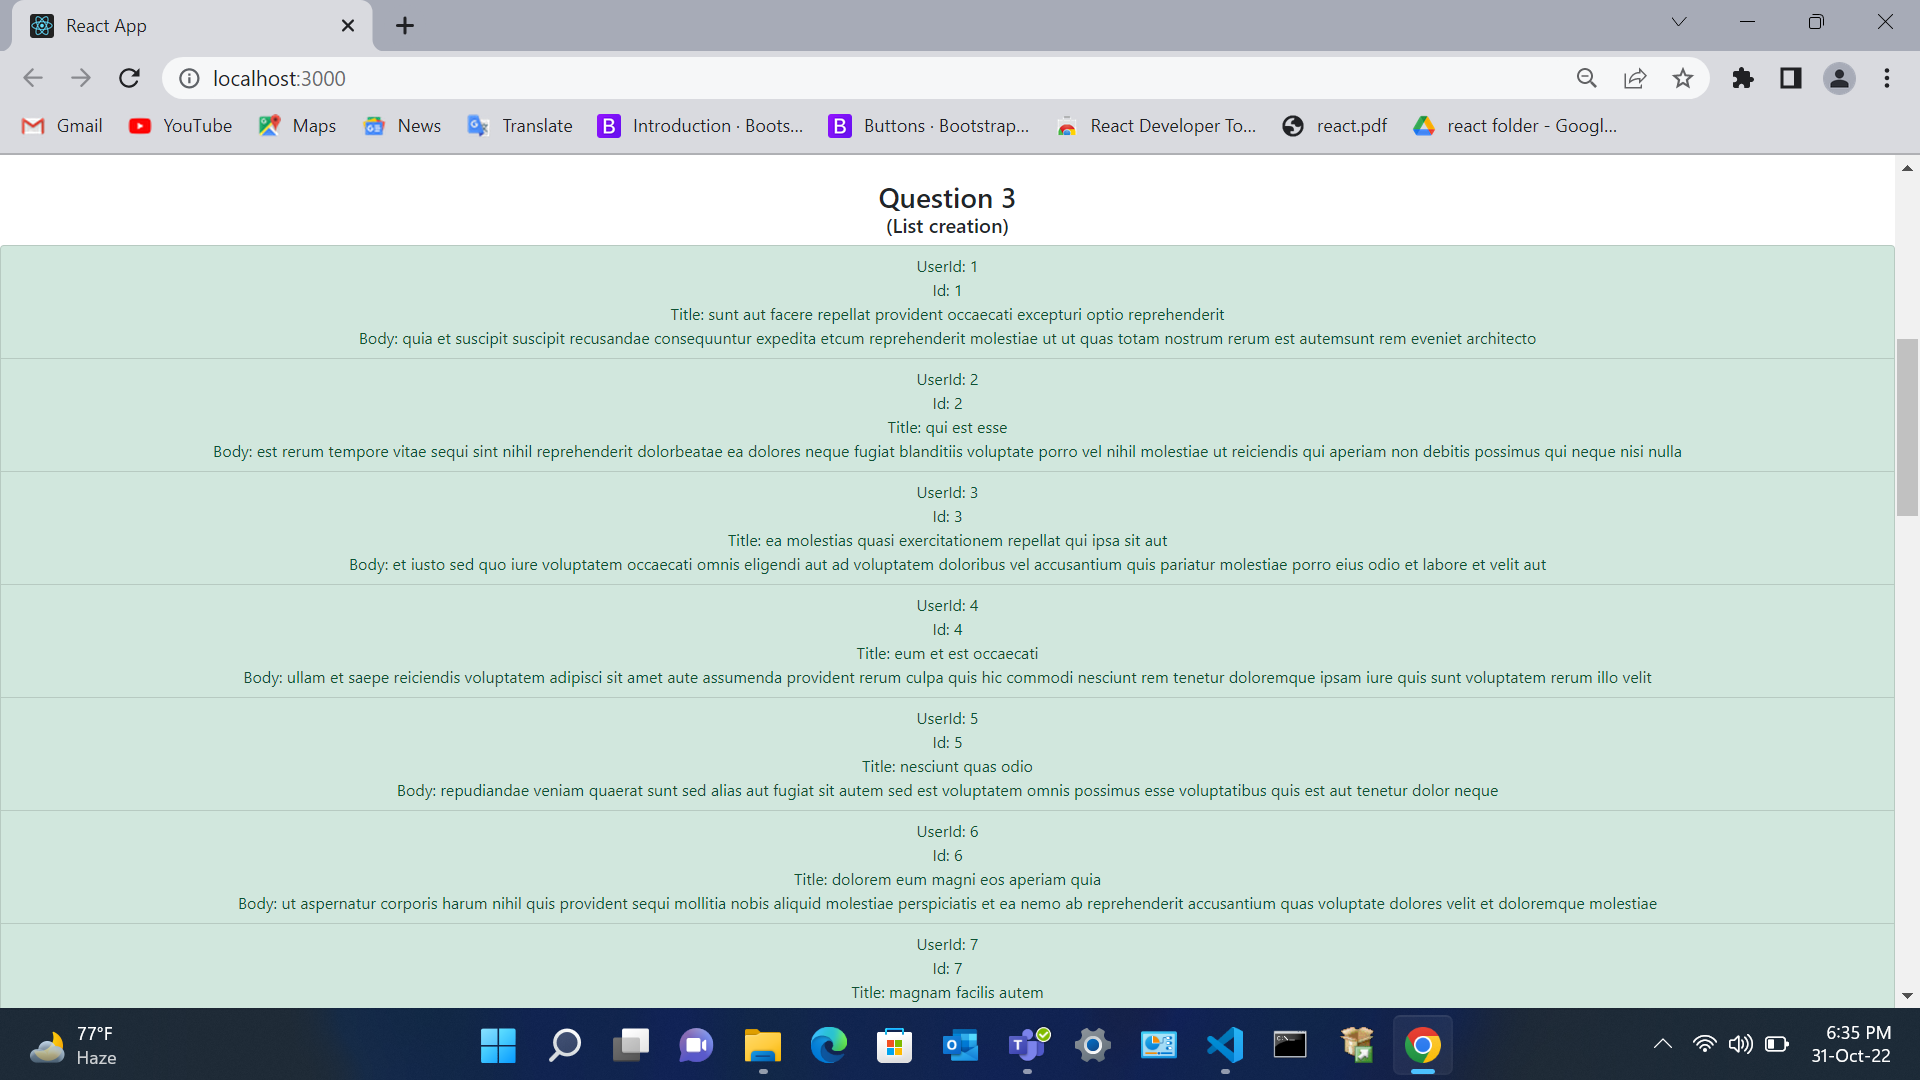 React App
localhost:3000
Gmail
YouTube
Maps
News
Translate
Introduction · Boots...
Buttons · Bootstrap...
React Developer To...
react.pdf
react folder - Googl...
Question 3
(List creation)
UserId: 1
Id: 1
Title: sunt aut facere repellat provident occaecati excepturi optio reprehenderit
Body: quia et suscipit suscipit recusandae consequuntur expedita etcum reprehenderit molestiae ut ut quas totam nostrum rerum est autemsunt rem eveniet architecto
UserId: 2
Id: 2
Title: qui est esse
Body: est rerum tempore vitae sequi sint nihil reprehenderit dolorbeatae ea dolores neque fugiat blanditiis voluptate porro vel nihil molestiae ut reiciendis qui aperiam non debitis possimus qui neque nisi nulla
UserId: 3
Id: 3
Title: ea molestias quasi exercitationem repellat qui ipsa sit aut
Body: et iusto sed quo iure voluptatem occaecati omnis eligendi aut ad voluptatem doloribus vel accusantium quis pariatur molestiae porro eius odio et labore et velit aut
UserId: 4
Id: 4
Title: eum et est occaecati
Body: ullam et saepe reiciendis voluptatem adipisci sit amet aute assumenda provident rerum culpa quis hic commodi nesciunt rem tenetur doloremque ipsam iure quis sunt voluptatem rerum illo velit
UserId: 5
Id: 5
Title: nesciunt quas odio
Body: repudiandae veniam quaerat sunt sed alias aut fugiat sit autem sed est voluptatem omnis possimus esse voluptatibus quis est aut tenetur dolor neque
UserId: 6
Id: 6
Title: dolorem eum magni eos aperiam quia
Body: ut aspernatur corporis harum nihil quis provident sequi mollitia nobis aliquid molestiae perspiciatis et ea nemo ab reprehenderit accusantium quas voluptate dolores velit et doloremque molestiae
UserId: 7
Id: 7
Title: magnam facilis autem
77°F
Haze
6:35 PM
31-Oct-22